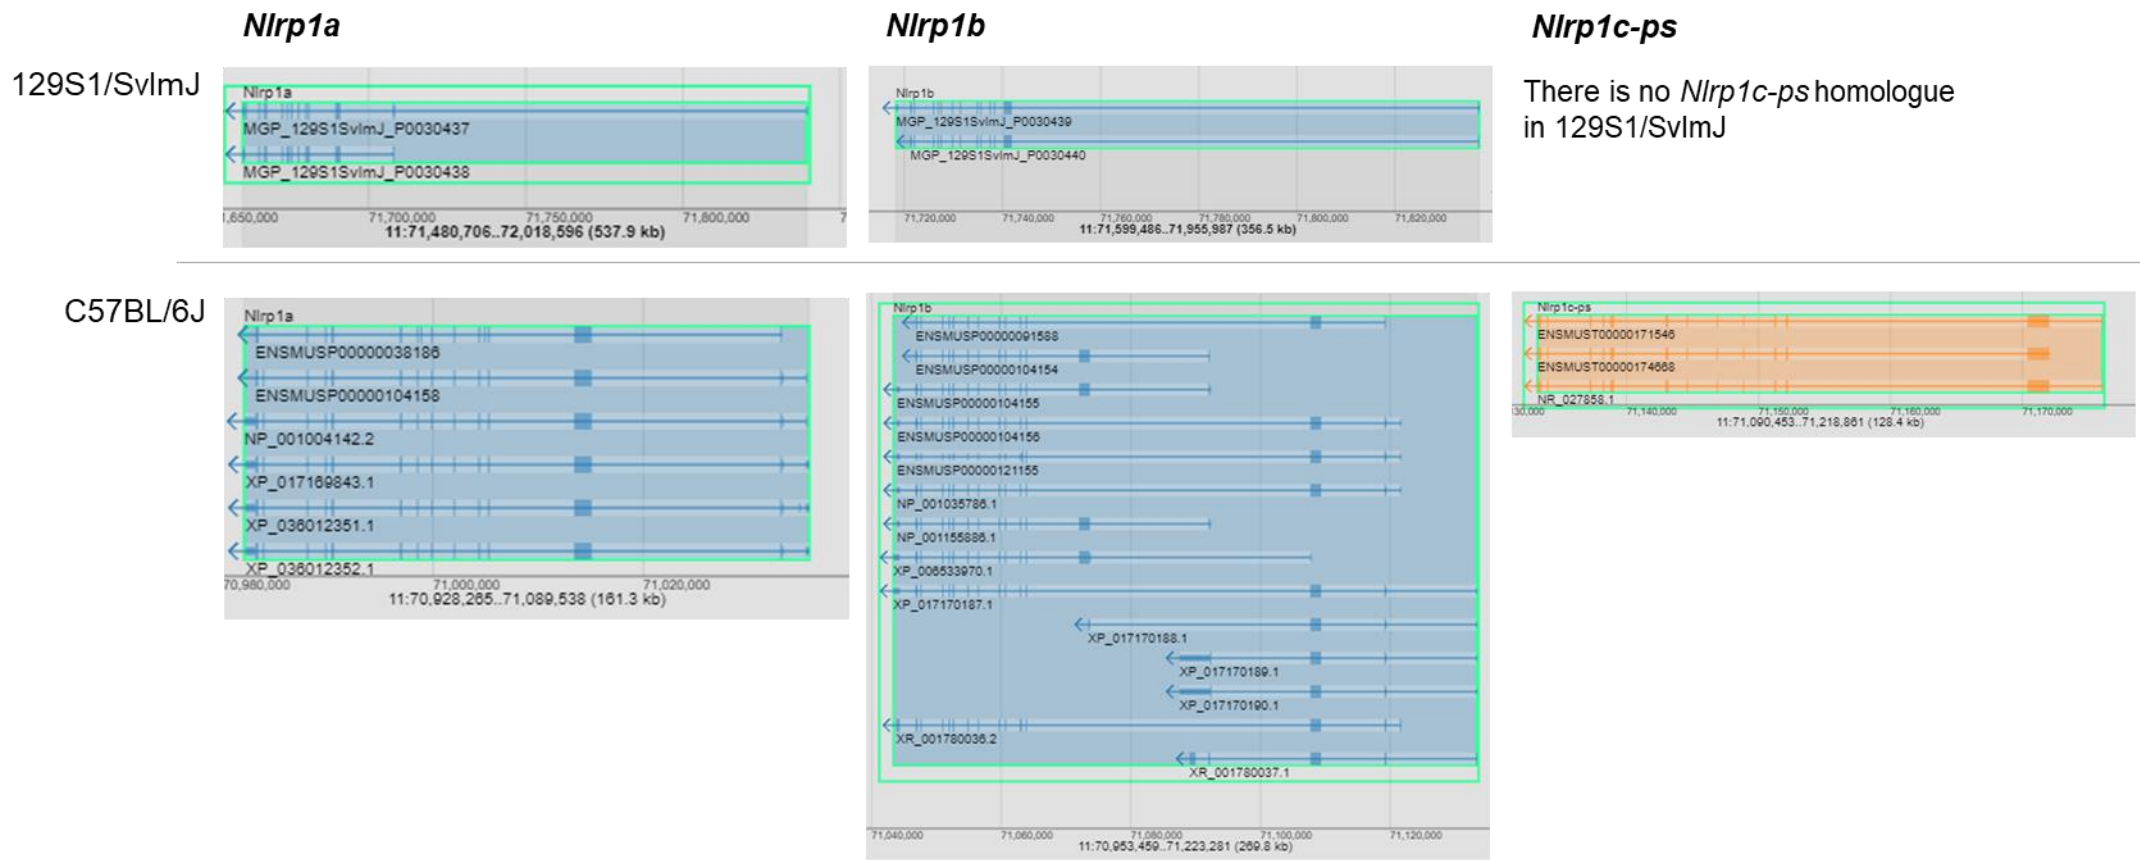 Nlrp1a
Nlrp1b
Nlrp1c-ps
129S1/SvImJ
Nlrp1a
MGP_129S1SvImJ_P0030437
MGP_129S1SvImJ_P0030438
,650,000 71,700,000 71,750,000 71,800,000 7
11:71,480,706..72,018,596 (537.9 kb)
Nlrp1b
MGP_129S1SvImJ_P0030439
MGP_129S1SvImJ_P0030440
71,720,000 71,740,000 71,760,000 71,780,000 71,800,000 71,820,000
11:71,599,486..71,955,987 (356.5 kb)
There is no Nlrp1c-ps homologue
in 129S1/SvImJ
C57BL/6J
Nlrp1a
ENSMUSP00000038186
ENSMUSP00000104158
NP_001004142.2
XP_017169843.1
XP_036012351.1
XP_036012352.1
70,980,000 71,000,000 71,020,000
11:70,928,265..71,089,538 (161.3 kb)
Nlrp1b
ENSMUSP00000091588
ENSMUSP00000104154
ENSMUSP00000104155
ENSMUSP00000104156
ENSMUSP00000121155
NP_001035786.1
NP_001155886.1
XP_006533970.1
XP_017170187.1
XP_017170188.1
XP_017170189.1
XP_017170190.1
XR_001780036.2
XR_001780037.1
71,040,000 71,060,000 71,080,000 71,100,000 71,120,000
11:70,953,459..71,223,281 (269.8 kb)
Nlrp1c-ps
ENSMUST00000171546
ENSMUST00000174668
NR_027858.1
30,000 71,140,000 71,150,000 71,160,000 71,170,000
11:71,090,453..71,218,861 (128.4 kb)